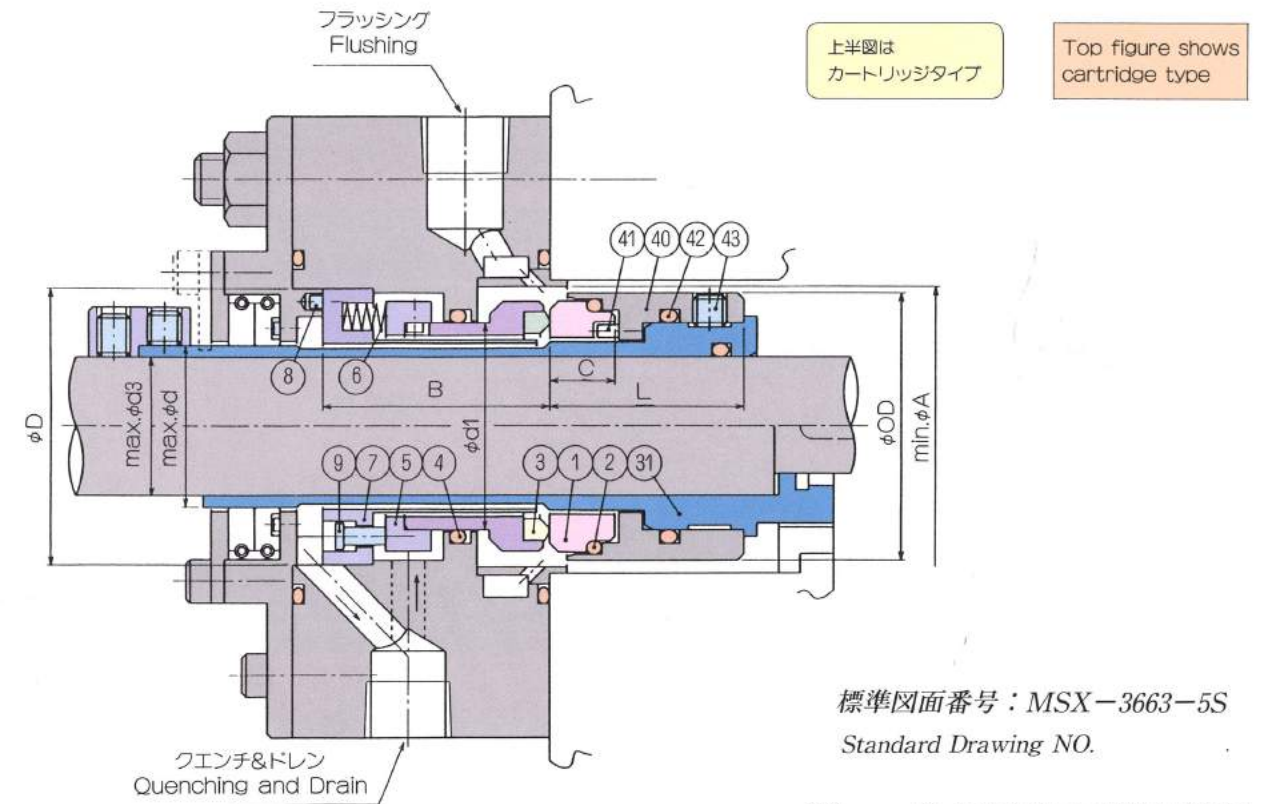 フラッシング
Flushing
上半図は
カートリッジタイプ
Top figure shows
cartridge type
41 40 42 43
8 6
B
C
L
φD
max.φd3
max.φd
φd1
φOD
min.φA
9 7 5 4 3 1 2 31
クエンチ&ドレン
Quenching and Drain
標準図面番号：MSX－3663－5S
Standard Drawing NO.